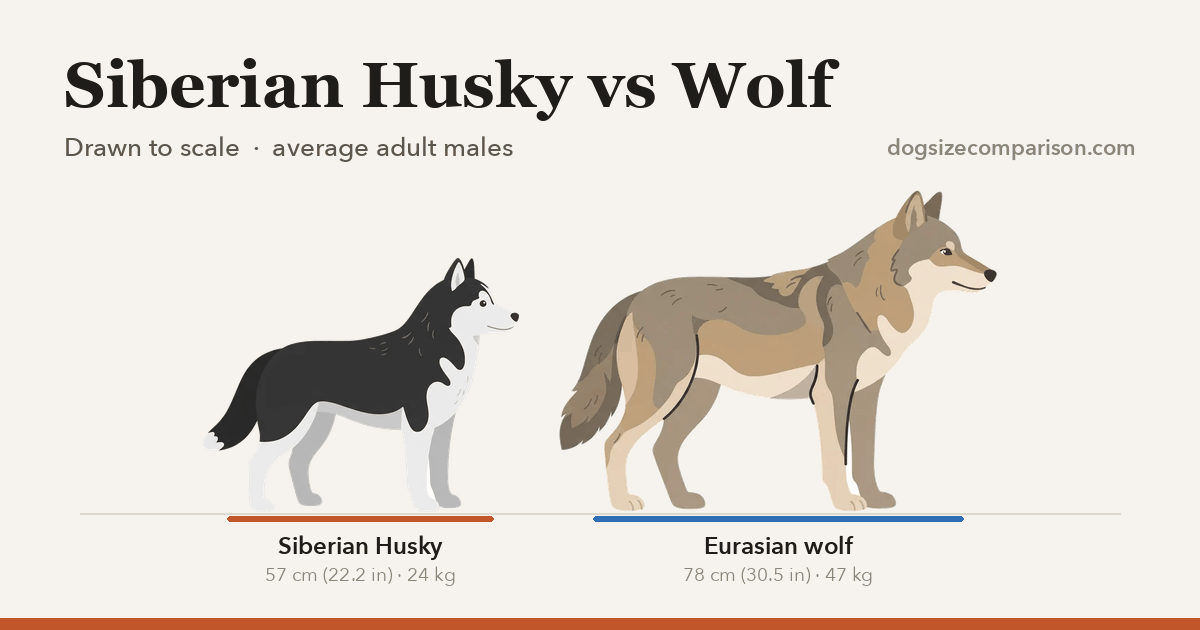 Siberian Husky vs Wolf
Drawn to scale · average adult males
dogsizecomparison.com
Siberian Husky
57 cm (22.2 in) · 24 kg
Eurasian wolf
78 cm (30.5 in) · 47 kg